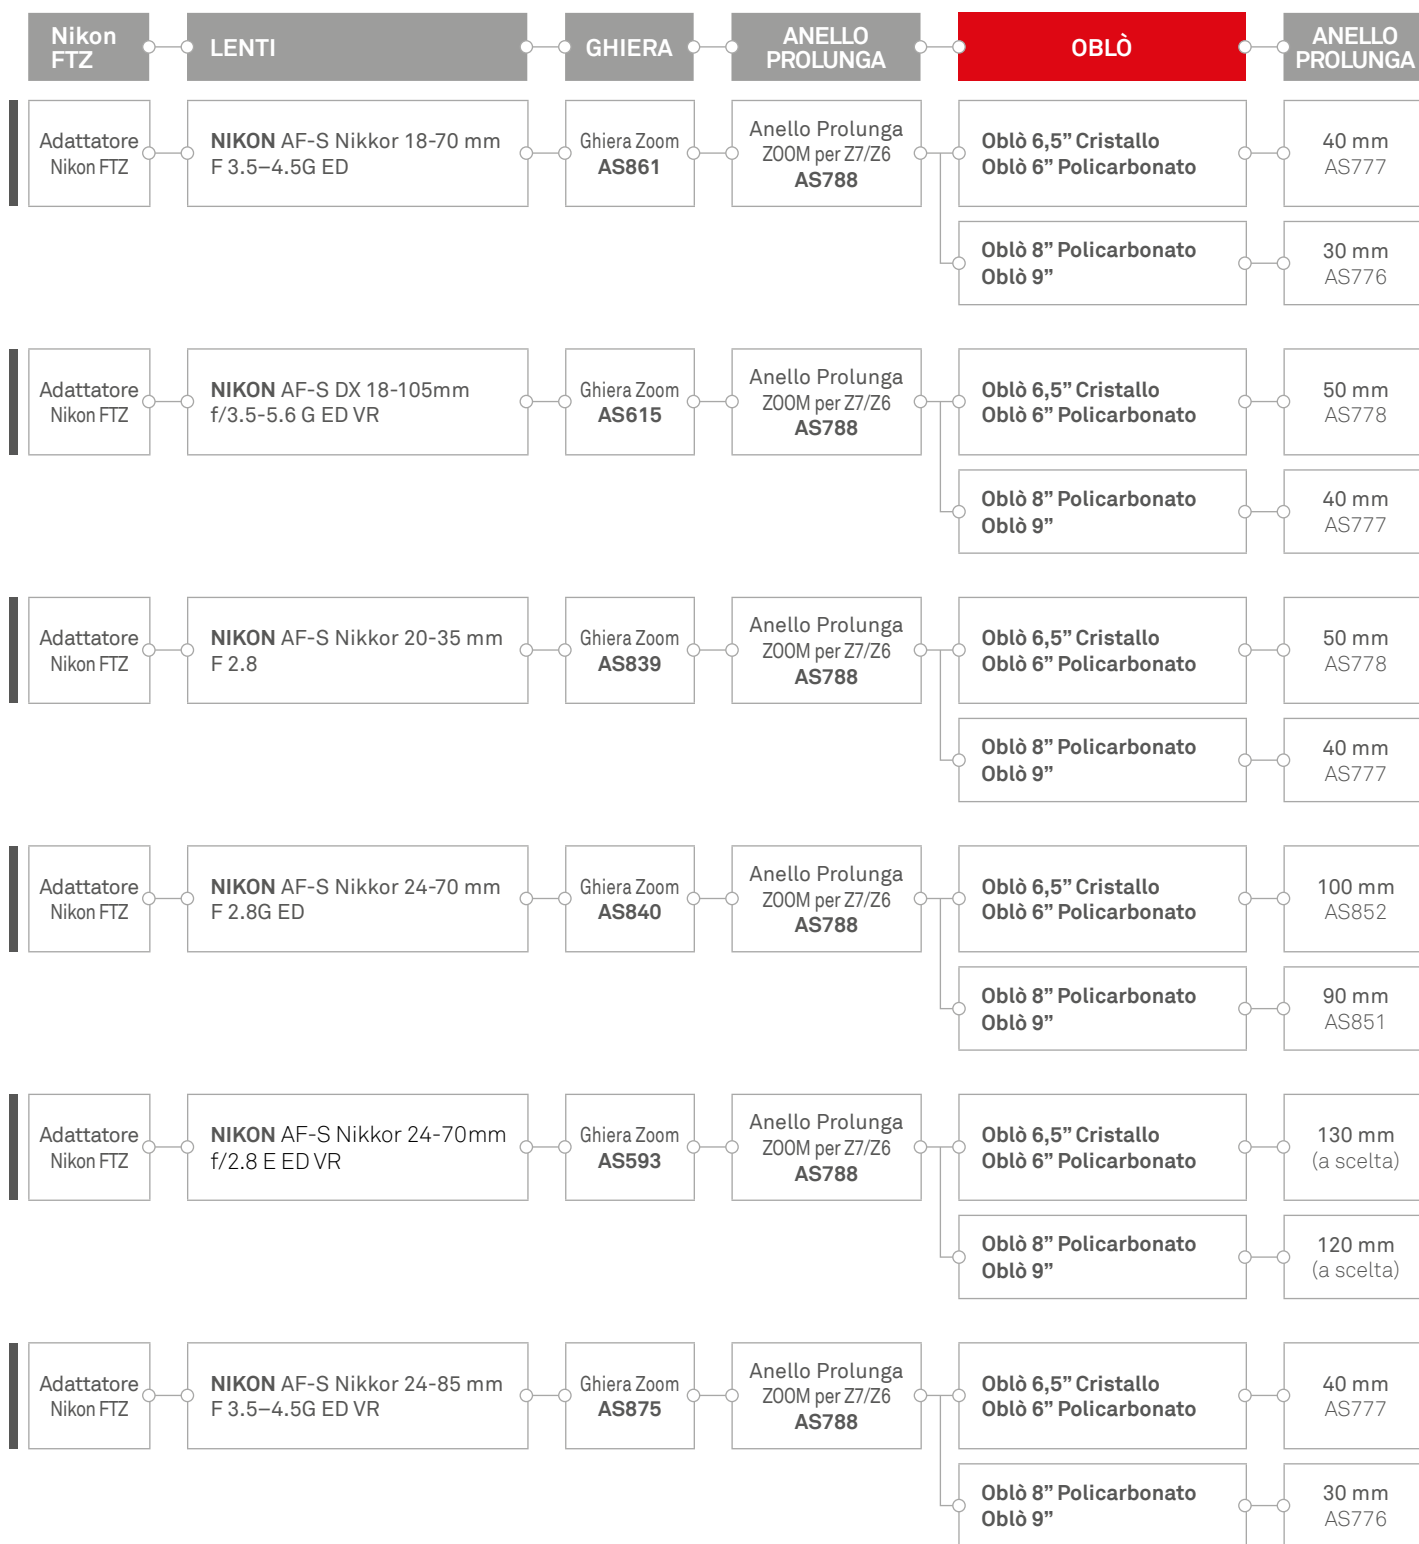 Nikon
FTZ
LENTI
GHIERA
ANELLO
PROLUNGA
OBLÒ
ANELLO
PROLUNGA
Adattatore
Nikon FTZ
NIKON AF-S Nikkor 18-70 mm
F 3.5–4.5G ED
Ghiera Zoom
AS861
Anello Prolunga
ZOOM per Z7/Z6
AS788
Oblò 6,5” Cristallo
Oblò 6” Policarbonato
40 mm
AS777
Oblò 8” Policarbonato
Oblò 9”
30 mm
AS776
Adattatore
Nikon FTZ
NIKON AF-S DX 18-105mm
f/3.5-5.6 G ED VR
Ghiera Zoom
AS615
Anello Prolunga
ZOOM per Z7/Z6
AS788
Oblò 6,5” Cristallo
Oblò 6” Policarbonato
50 mm
AS778
Oblò 8” Policarbonato
Oblò 9”
40 mm
AS777
Adattatore
Nikon FTZ
NIKON AF-S Nikkor 20-35 mm
F 2.8
Ghiera Zoom
AS839
Anello Prolunga
ZOOM per Z7/Z6
AS788
Oblò 6,5” Cristallo
Oblò 6” Policarbonato
50 mm
AS778
Oblò 8” Policarbonato
Oblò 9”
40 mm
AS777
Adattatore
Nikon FTZ
NIKON AF-S Nikkor 24-70 mm
F 2.8G ED
Ghiera Zoom
AS840
Anello Prolunga
ZOOM per Z7/Z6
AS788
Oblò 6,5” Cristallo
Oblò 6” Policarbonato
100 mm
AS852
Oblò 8” Policarbonato
Oblò 9”
90 mm
AS851
Adattatore
Nikon FTZ
NIKON AF-S Nikkor 24-70mm
f/2.8 E ED VR
Ghiera Zoom
AS593
Anello Prolunga
ZOOM per Z7/Z6
AS788
Oblò 6,5” Cristallo
Oblò 6” Policarbonato
130 mm
(a scelta)
Oblò 8” Policarbonato
Oblò 9”
120 mm
(a scelta)
Adattatore
Nikon FTZ
NIKON AF-S Nikkor 24-85 mm
F 3.5–4.5G ED VR
Ghiera Zoom
AS875
Anello Prolunga
ZOOM per Z7/Z6
AS788
Oblò 6,5” Cristallo
Oblò 6” Policarbonato
40 mm
AS777
Oblò 8” Policarbonato
Oblò 9”
30 mm
AS776